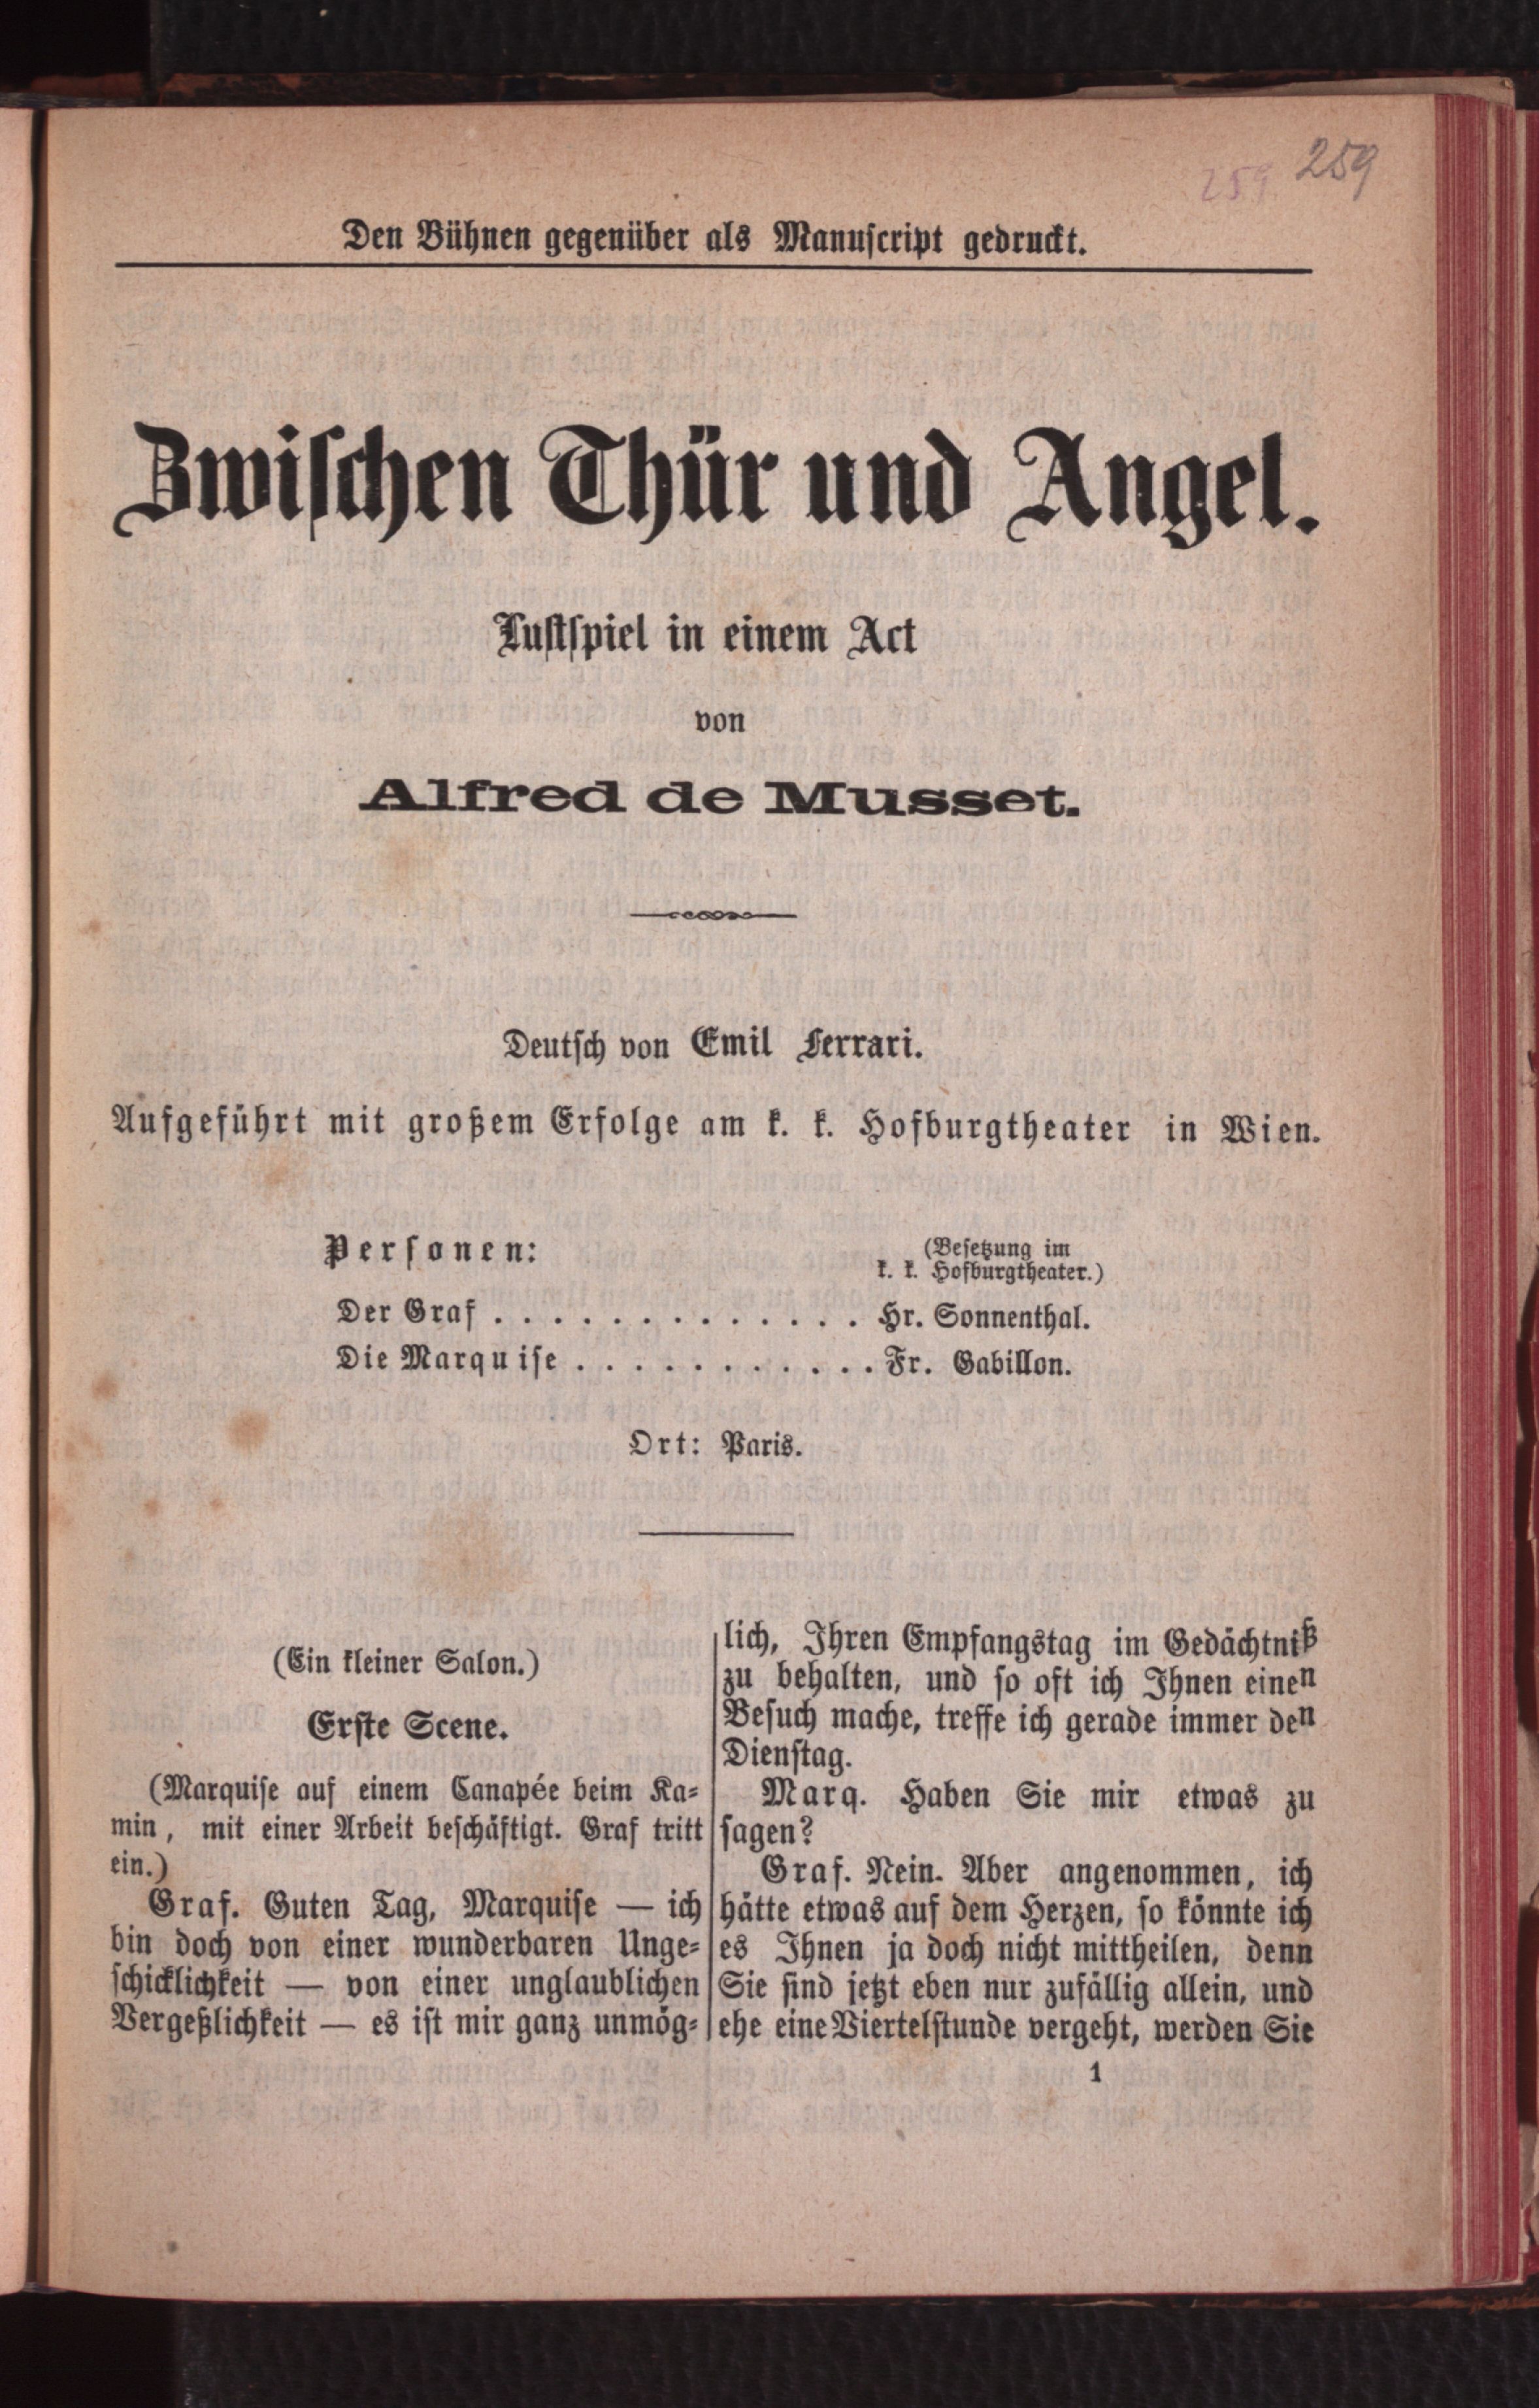 259 259
Den Bühnen gegenüber als Manuscript gedruckt.
Zwischen Thür und Angel.
Lustspiel in einem Act
von
Alfred de Musset.
Deutsch von Emil Ferrari.
Aufgeführt mit großem Erfolge am k. k. Hofburgtheater in Wien.
Personen:
(Besetzung im
k. k. Hofburgtheater.)
Der Graf . . . . . . . . . . . . . Hr. Sonnenthal.
Die Marquise . . . . . . . . . . . Fr. Gabillon.
Ort: Paris.
(Ein kleiner Salon.)
Erste Scene.
(Marquise auf einem Canapée beim Ka-
min, mit einer Arbeit beschäftigt. Graf tritt
ein.)
Graf. Guten Tag, Marquise — ich
bin doch von einer wunderbaren Unge-
schicklichkeit — von einer unglaublichen
Vergeßlichkeit — es ist mir ganz unmög-
lich, Ihren Empfangstag im Gedächtniß
zu behalten, und so oft ich Ihnen einen
Besuch mache, treffe ich gerade immer den
Dienstag.
Marq. Haben Sie mir etwas zu
sagen?
Graf. Nein. Aber angenommen, ich
hätte etwas auf dem Herzen, so könnte ich
es Ihnen ja doch nicht mittheilen, denn
Sie sind jetzt eben nur zufällig allein, und
ehe eine Viertelstunde vergeht, werden Sie
1